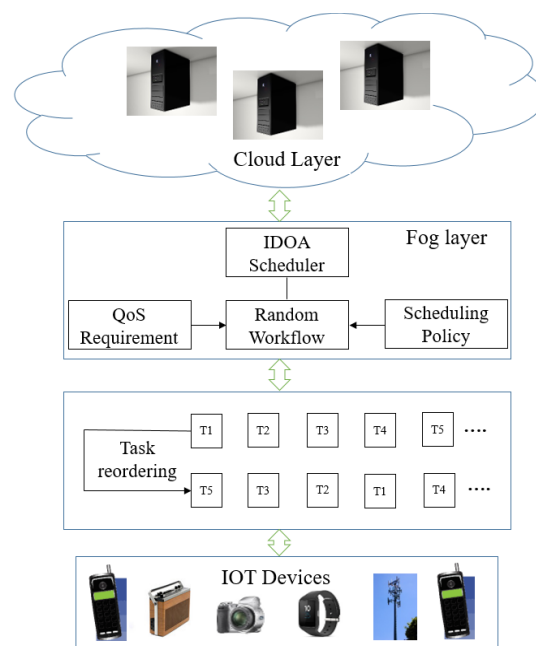 Cloud Layer
Fog layer
IDOA
Scheduler
QoS
Requirement
Random
Workflow
Scheduling
Policy
T1 T2 T3 T4 T5 ....
Task
reordering
T5 T3 T2 T1 T4 ....
IOT Devices
10